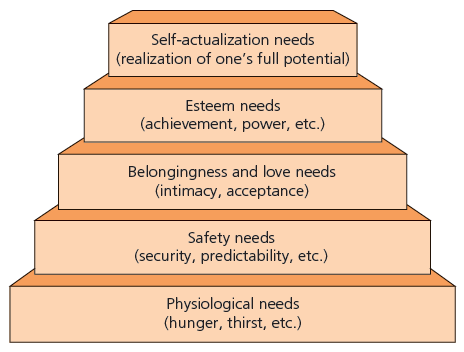 Self-actualization needs
(realization of one’s full potential)
Esteem needs
(achievement, power, etc.)
Belongingness and love needs
(intimacy, acceptance)
Safety needs
(security, predictability, etc.)
Physiological needs
(hunger, thirst, etc.)